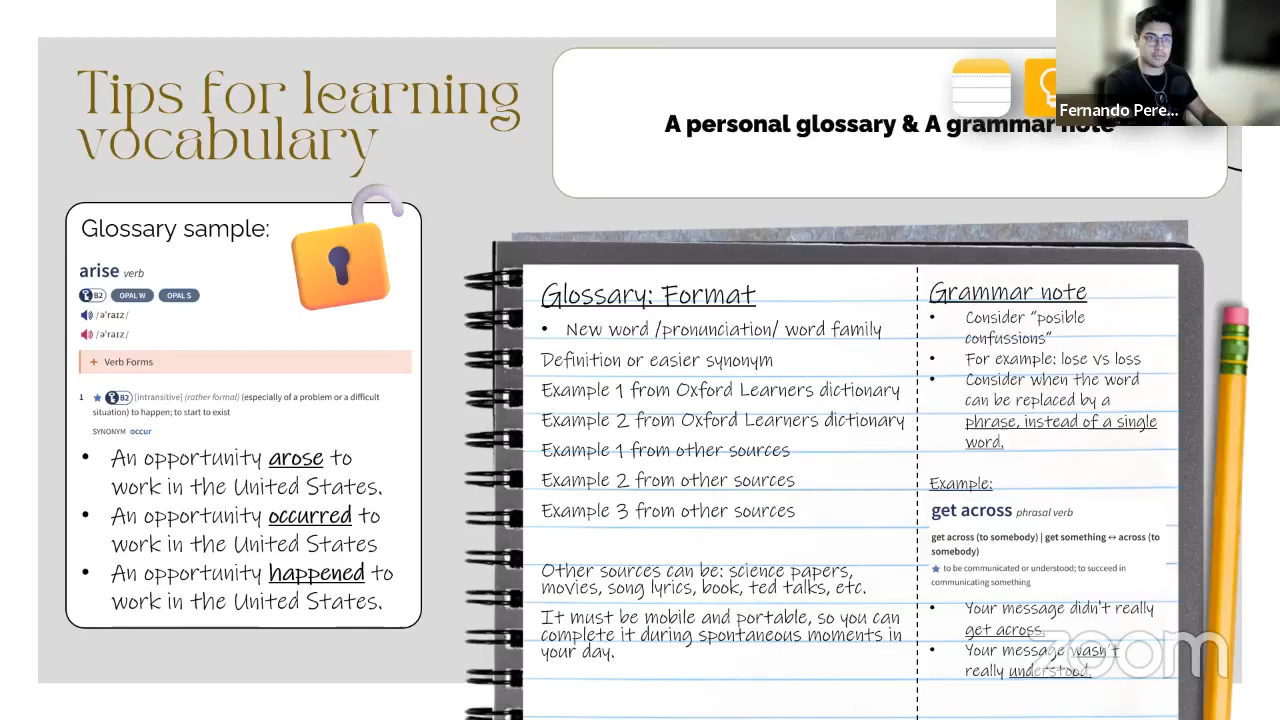 Tips for learning
vocabulary
A personal glossary & A grammar note
Fernando Pere...
Glossary sample:
arise verb
B2 OPAL W OPAL S
/əˈraɪz/
/əˈraɪz/
+ Verb Forms
1 ★ B2 [intransitive] (rather formal) (especially of a problem or a difficult
situation) to happen; to start to exist
SYNONYM occur
• An opportunity arose to
work in the United States.
• An opportunity occurred to
work in the United States
• An opportunity happened to
work in the United States.
Glossary: Format
• New word /pronunciation/ word family
Definition or easier synonym
Example 1 from Oxford Learners dictionary
Example 2 from Oxford Learners dictionary
Example 1 from other sources
Example 2 from other sources
Example 3 from other sources
Other sources can be: science papers,
movies, song lyrics, book, ted talks, etc.
It must be mobile and portable, so you can
complete it during spontaneous moments in
your day.
Grammar note
• Consider “posible
confussions”
• For example: lose vs loss
• Consider when the word
can be replaced by a
phrase, instead of a single
word.
Example:
get across phrasal verb
get across (to somebody) | get something ↔ across (to
somebody)
★ to be communicated or understood; to succeed in
communicating something
• Your message didn't really
get across.
• Your message wasn't
really understood.
zoom